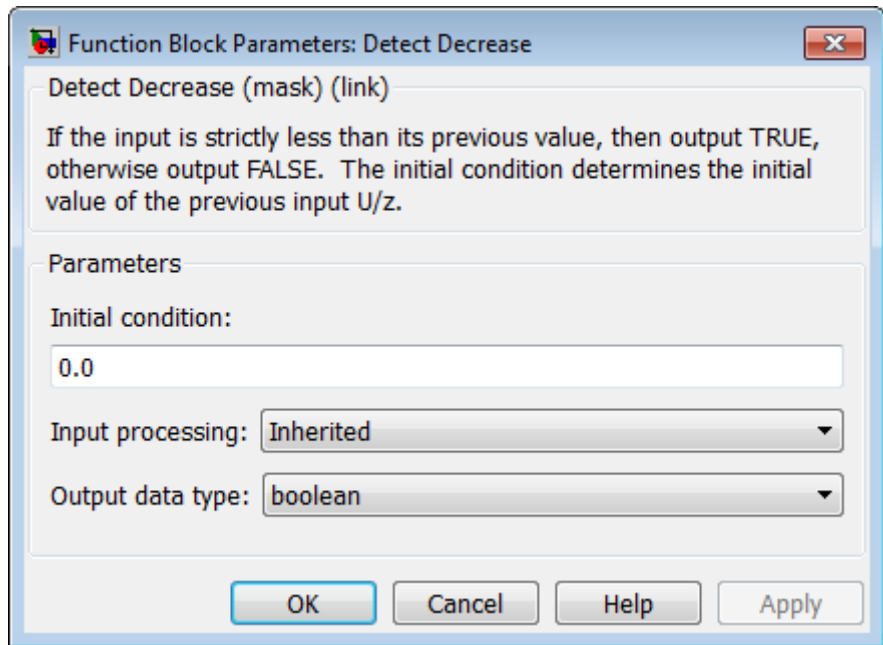 Function Block Parameters: Detect Decrease
Detect Decrease (mask) (link)
If the input is strictly less than its previous value, then output TRUE,
otherwise output FALSE.  The initial condition determines the initial
value of the previous input U/z.
Parameters
Initial condition:
0.0
Input processing: Inherited
Output data type: boolean
OK Cancel Help Apply